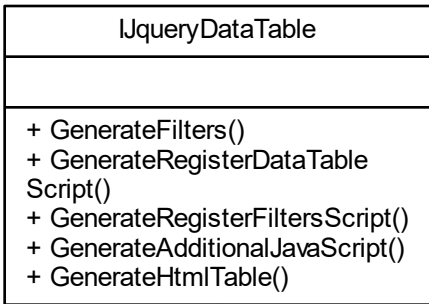 IJqueryDataTable
+ GenerateFilters()
+ GenerateRegisterDataTable
Script()
+ GenerateRegisterFiltersScript()
+ GenerateAdditionalJavaScript()
+ GenerateHtmlTable()